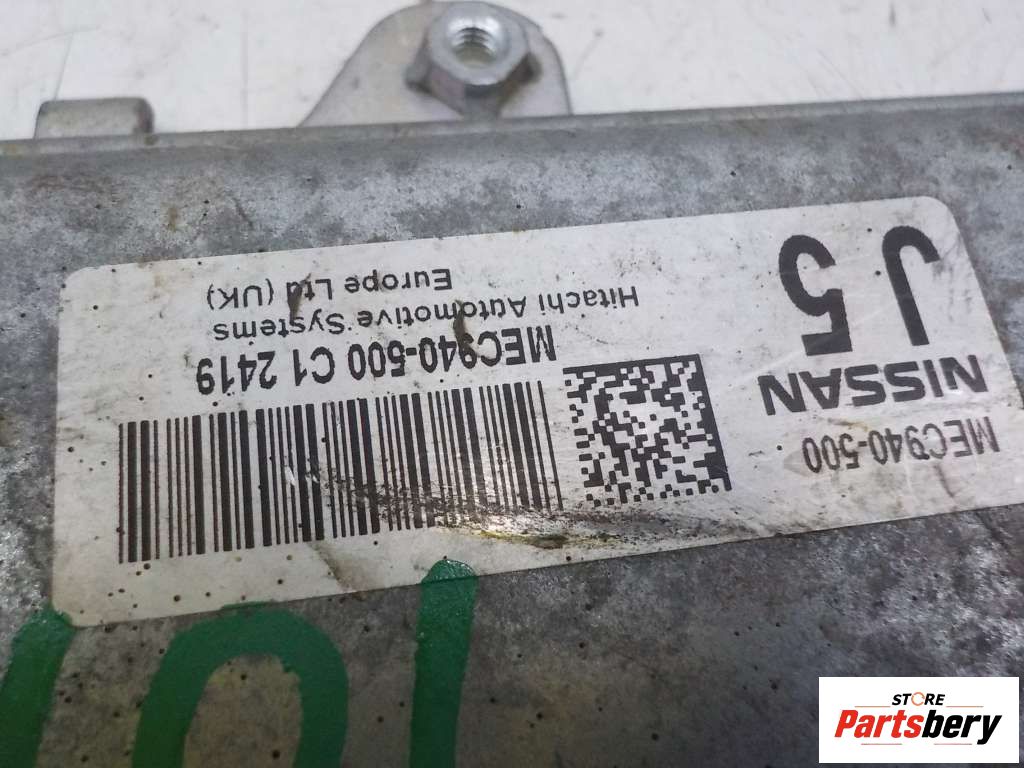 MEC940-500
NISSAN
J5
MEC940-500 C1 2419
Hitachi Automotive Systems
Europe Ltd (UK)
STORE
Partsbery